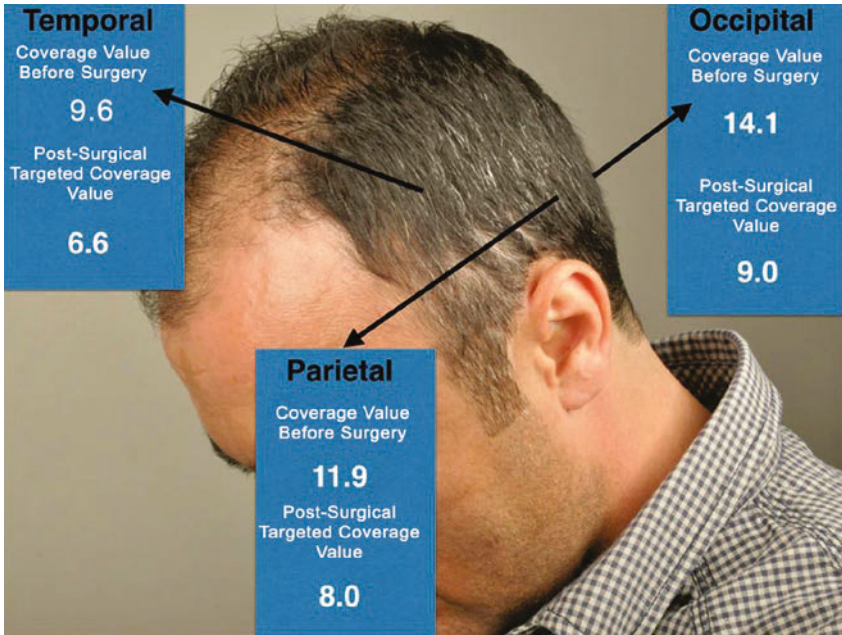 Temporal
Coverage Value
Before Surgery
9.6
Post-Surgical
Targeted Coverage
Value
6.6
Occipital
Coverage Value
Before Surgery
14.1
Post-Surgical
Targeted Coverage
Value
9.0
Parietal
Coverage Value
Before Surgery
11.9
Post-Surgical
Targeted Coverage
Value
8.0